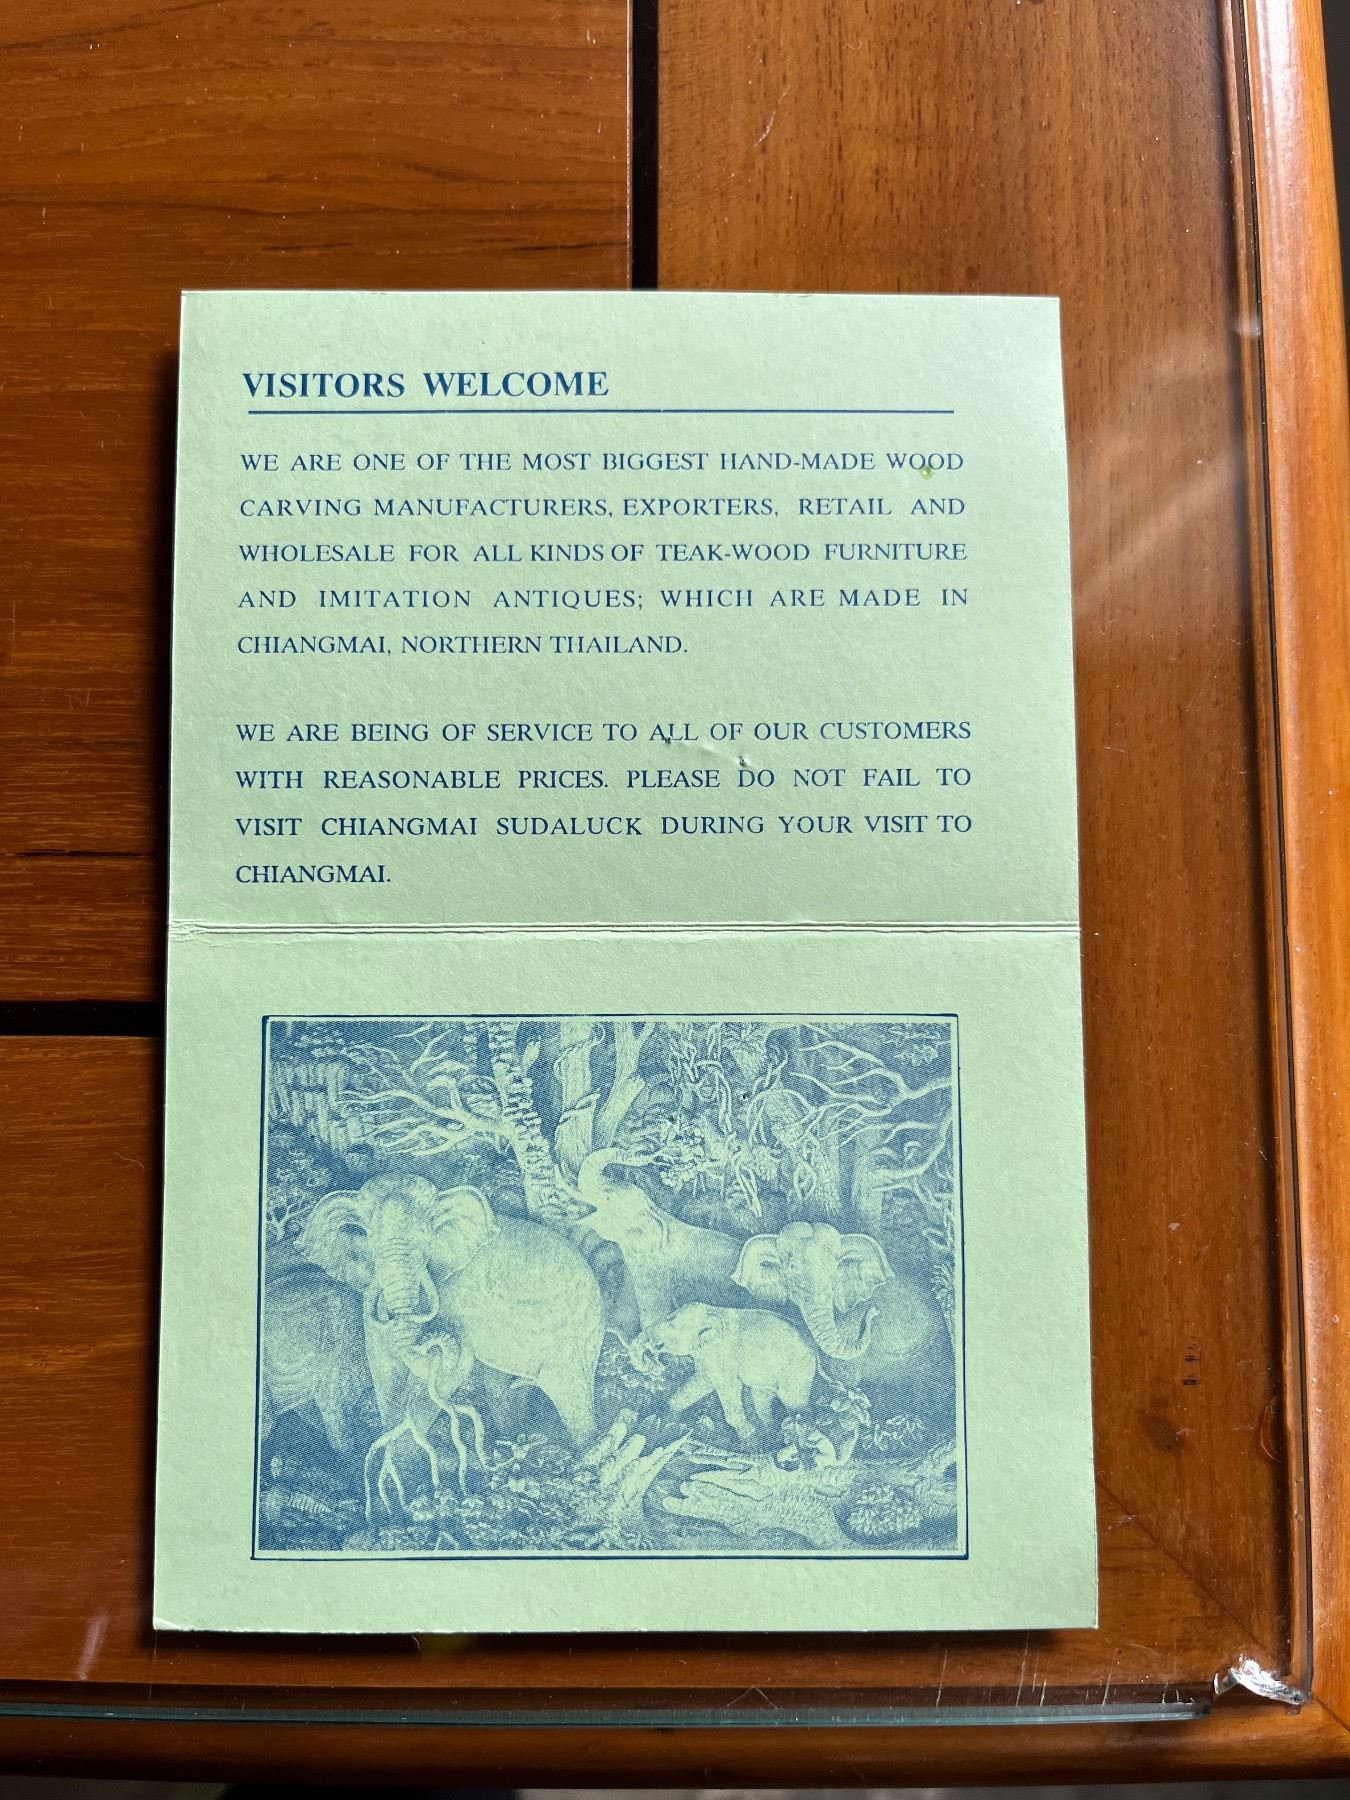 VISITORS WELCOME
WE ARE ONE OF THE MOST BIGGEST HAND-MADE WOOD
CARVING MANUFACTURERS, EXPORTERS, RETAIL AND
WHOLESALE FOR ALL KINDS OF TEAK-WOOD FURNITURE
AND IMITATION ANTIQUES; WHICH ARE MADE IN
CHIANGMAI, NORTHERN THAILAND.
WE ARE BEING OF SERVICE TO ALL OF OUR CUSTOMERS
WITH REASONABLE PRICES. PLEASE DO NOT FAIL TO
VISIT CHIANGMAI SUDALUCK DURING YOUR VISIT TO
CHIANGMAI.